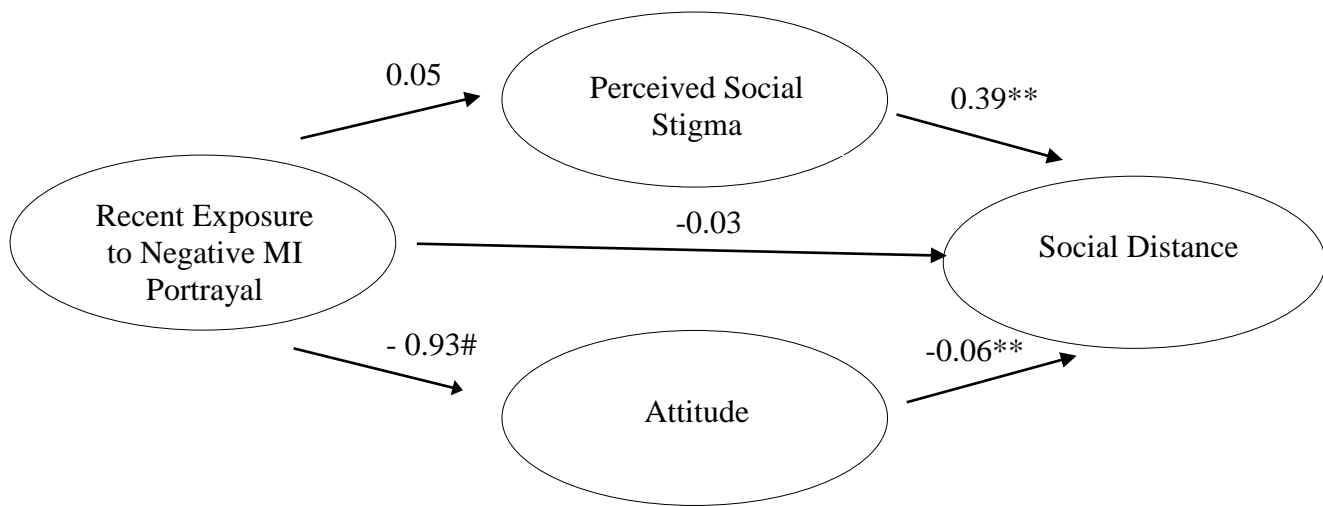 0.05
Perceived Social
Stigma
0.39**
Recent Exposure
to Negative MI
Portrayal
-0.03
Social Distance
- 0.93#
-0.06**
Attitude